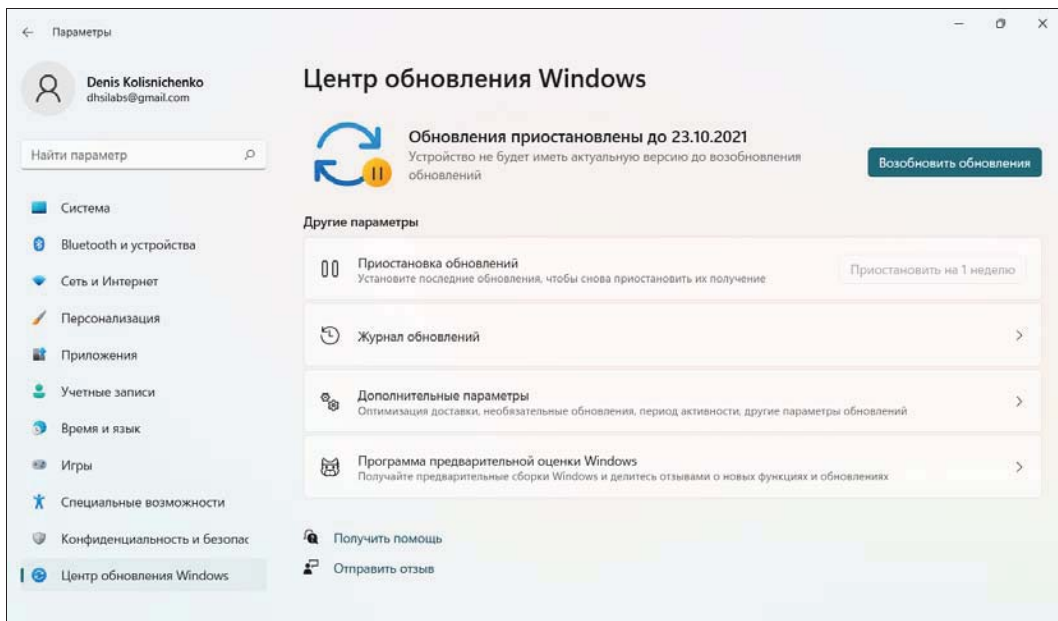 Параметры
Denis Kolisnichenko
dhsilabs@gmail.com
Найти параметр
Система
Bluetooth и устройства
Сеть и Интернет
Персонализация
Приложения
Учетные записи
Время и язык
Игры
Специальные возможности
Конфиденциальность и безопас
Центр обновления Windows
Центр обновления Windows
Обновления приостановлены до 23.10.2021
Устройство не будет иметь актуальную версию до возобновления
обновлений
Возобновить обновления
Другие параметры
Приостановка обновлений
Установите последние обновления, чтобы снова приостановить их получение
Приостановить на 1 неделю
Журнал обновлений
Дополнительные параметры
Оптимизация доставки, необязательные обновления, период активности, другие параметры обновлений
Программа предварительной оценки Windows
Получайте предварительные сборки Windows и делитесь отзывами о новых функциях и обновлениях
Получить помощь
Отправить отзыв